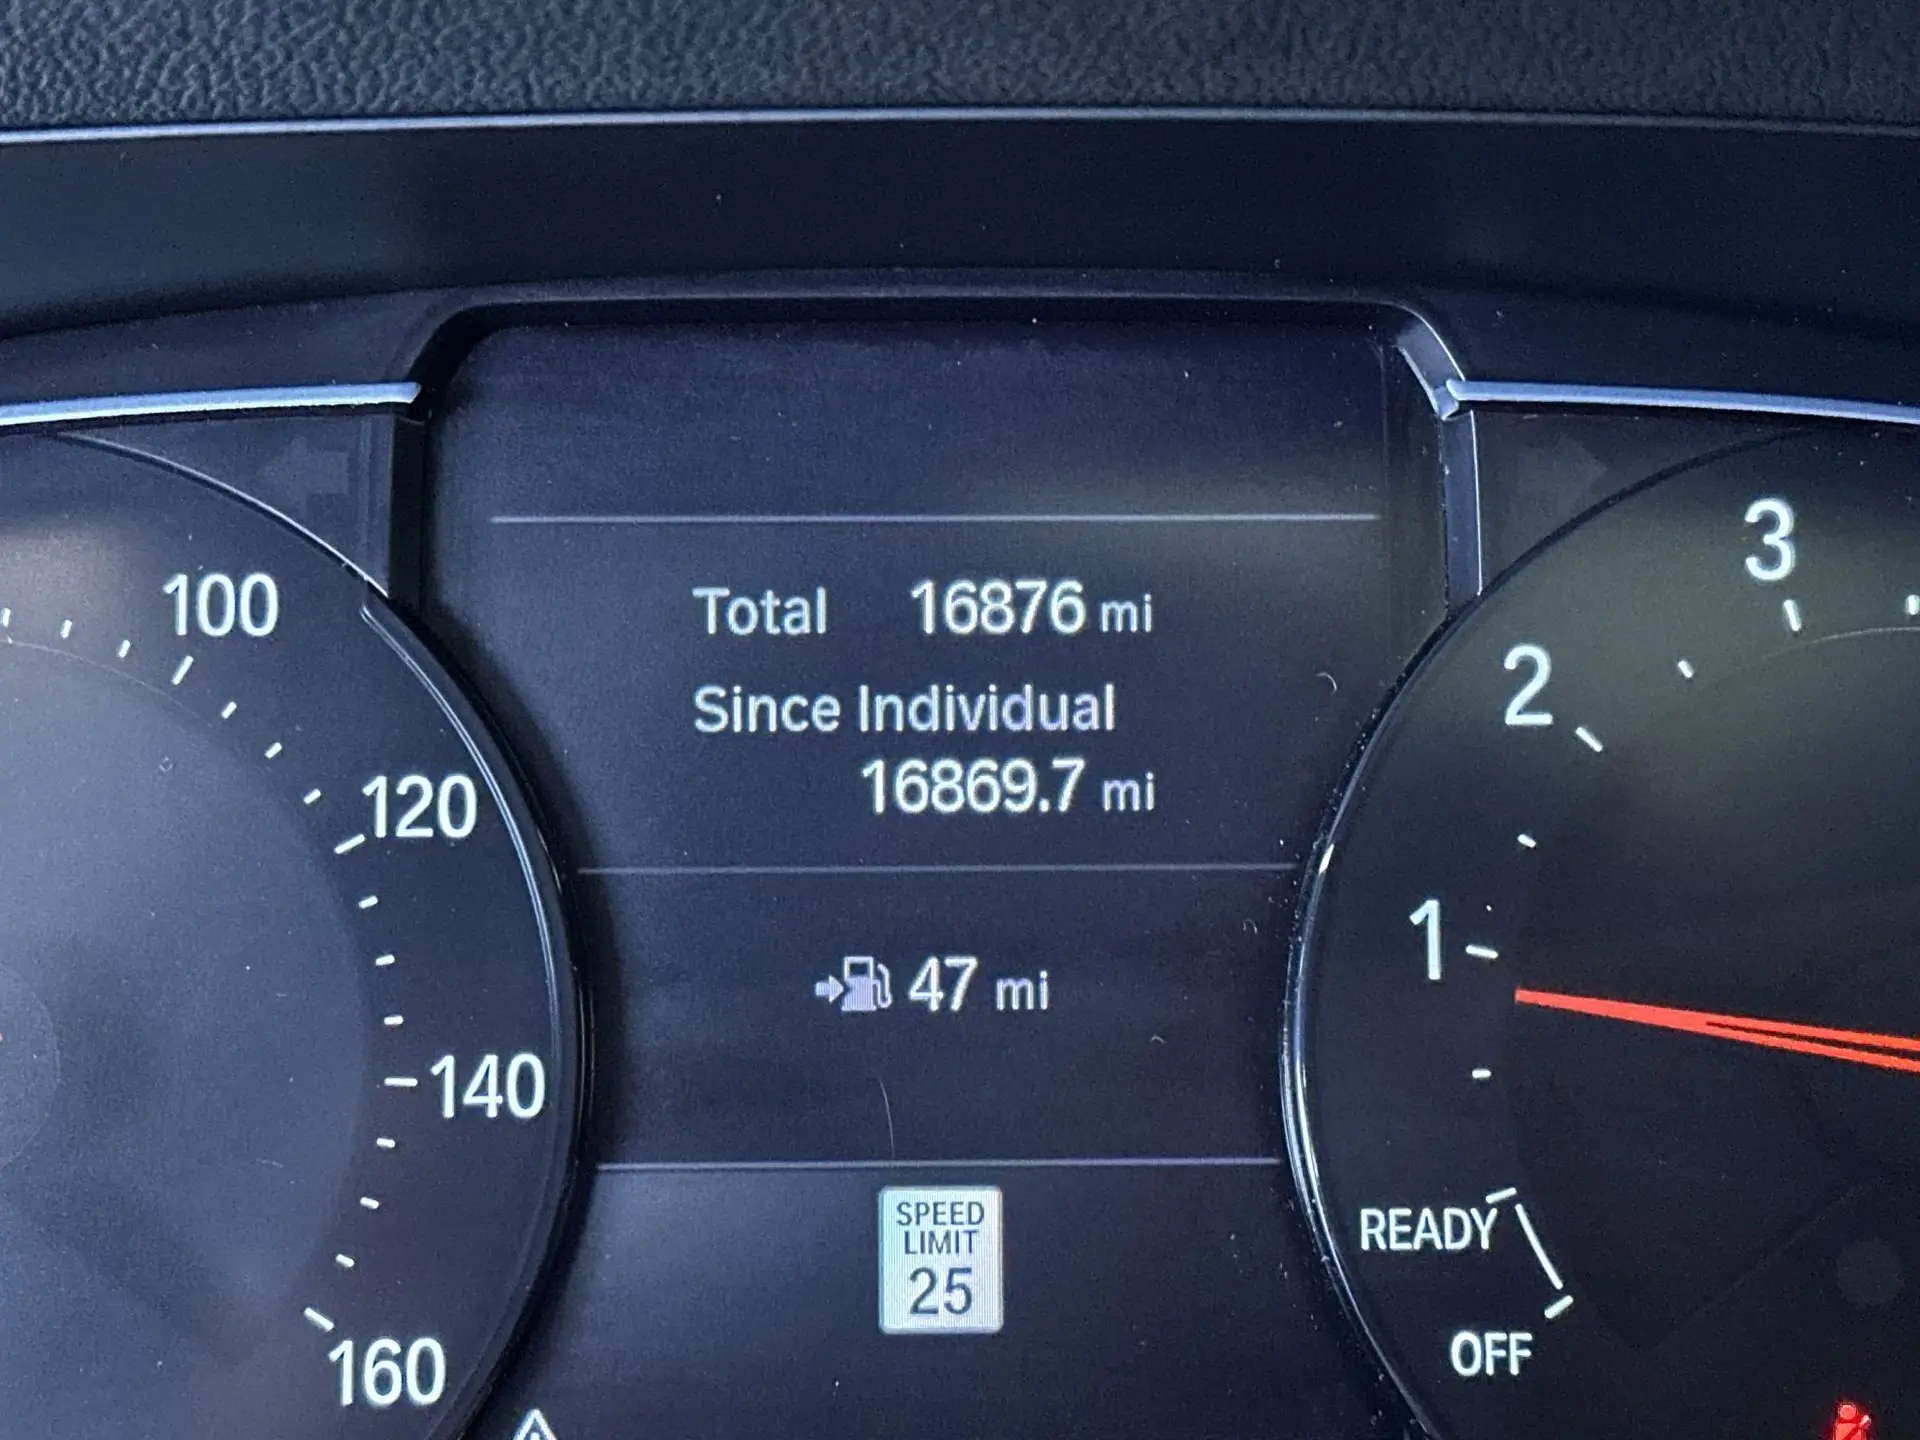 Total 16876 mi
Since Individual
16869.7 mi
47 mi
SPEED
LIMIT
25
100
120
140
160
3
2
1
READY
OFF